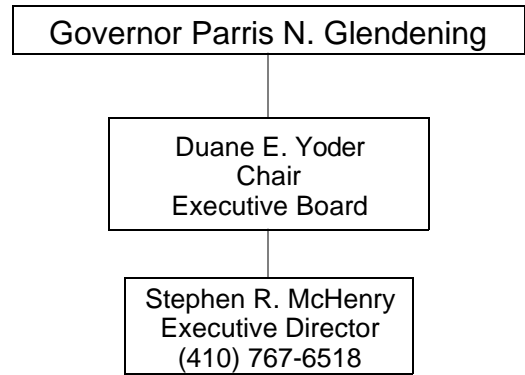 Governor Parris N. Glendening
Duane E. Yoder
Chair
Executive Board
Stephen R. McHenry
Executive Director
(410) 767-6518